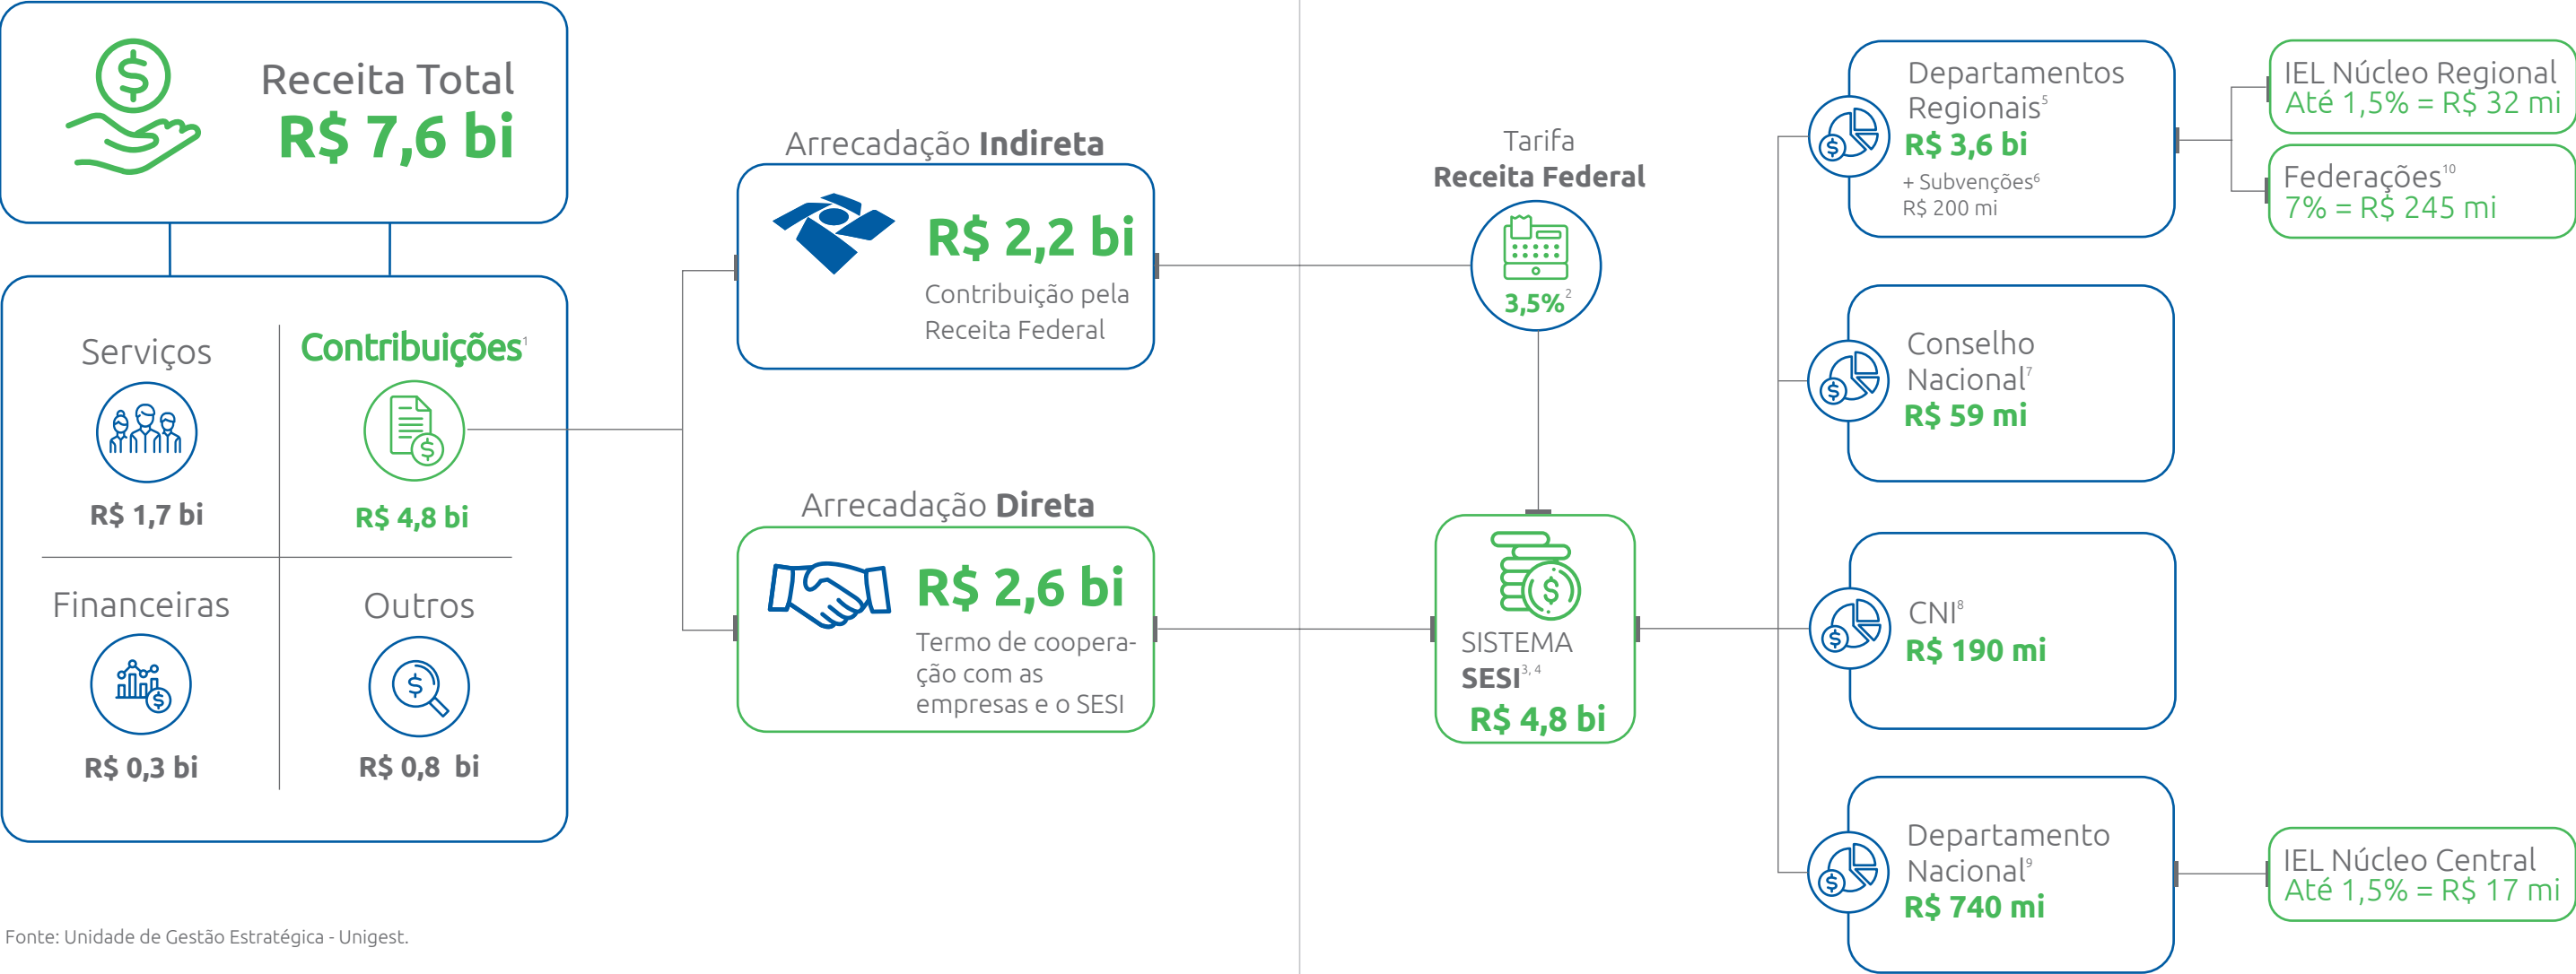 Receita Total
R$ 7,6 bi
Serviços
R$ 1,7 bi
Contribuições¹
R$ 4,8 bi
Financeiras
R$ 0,3 bi
Outros
R$ 0,8 bi
Arrecadação Indireta
R$ 2,2 bi
Contribuição pela
Receita Federal
Arrecadação Direta
R$ 2,6 bi
Termo de coopera-
ção com as
empresas e o SESI
Tarifa
Receita Federal
3,5%²
SISTEMA
SESI³, ⁴
R$ 4,8 bi
Departamentos
Regionais⁵
R$ 3,6 bi
+ Subvenções⁶
R$ 200 mi
IEL Núcleo Regional
Até 1,5% = R$ 32 mi
Federações¹⁰
7% = R$ 245 mi
Conselho
Nacional⁷
R$ 59 mi
CNI⁸
R$ 190 mi
Departamento
Nacional⁹
R$ 740 mi
IEL Núcleo Central
Até 1,5% = R$ 17 mi
Fonte: Unidade de Gestão Estratégica - Unigest.